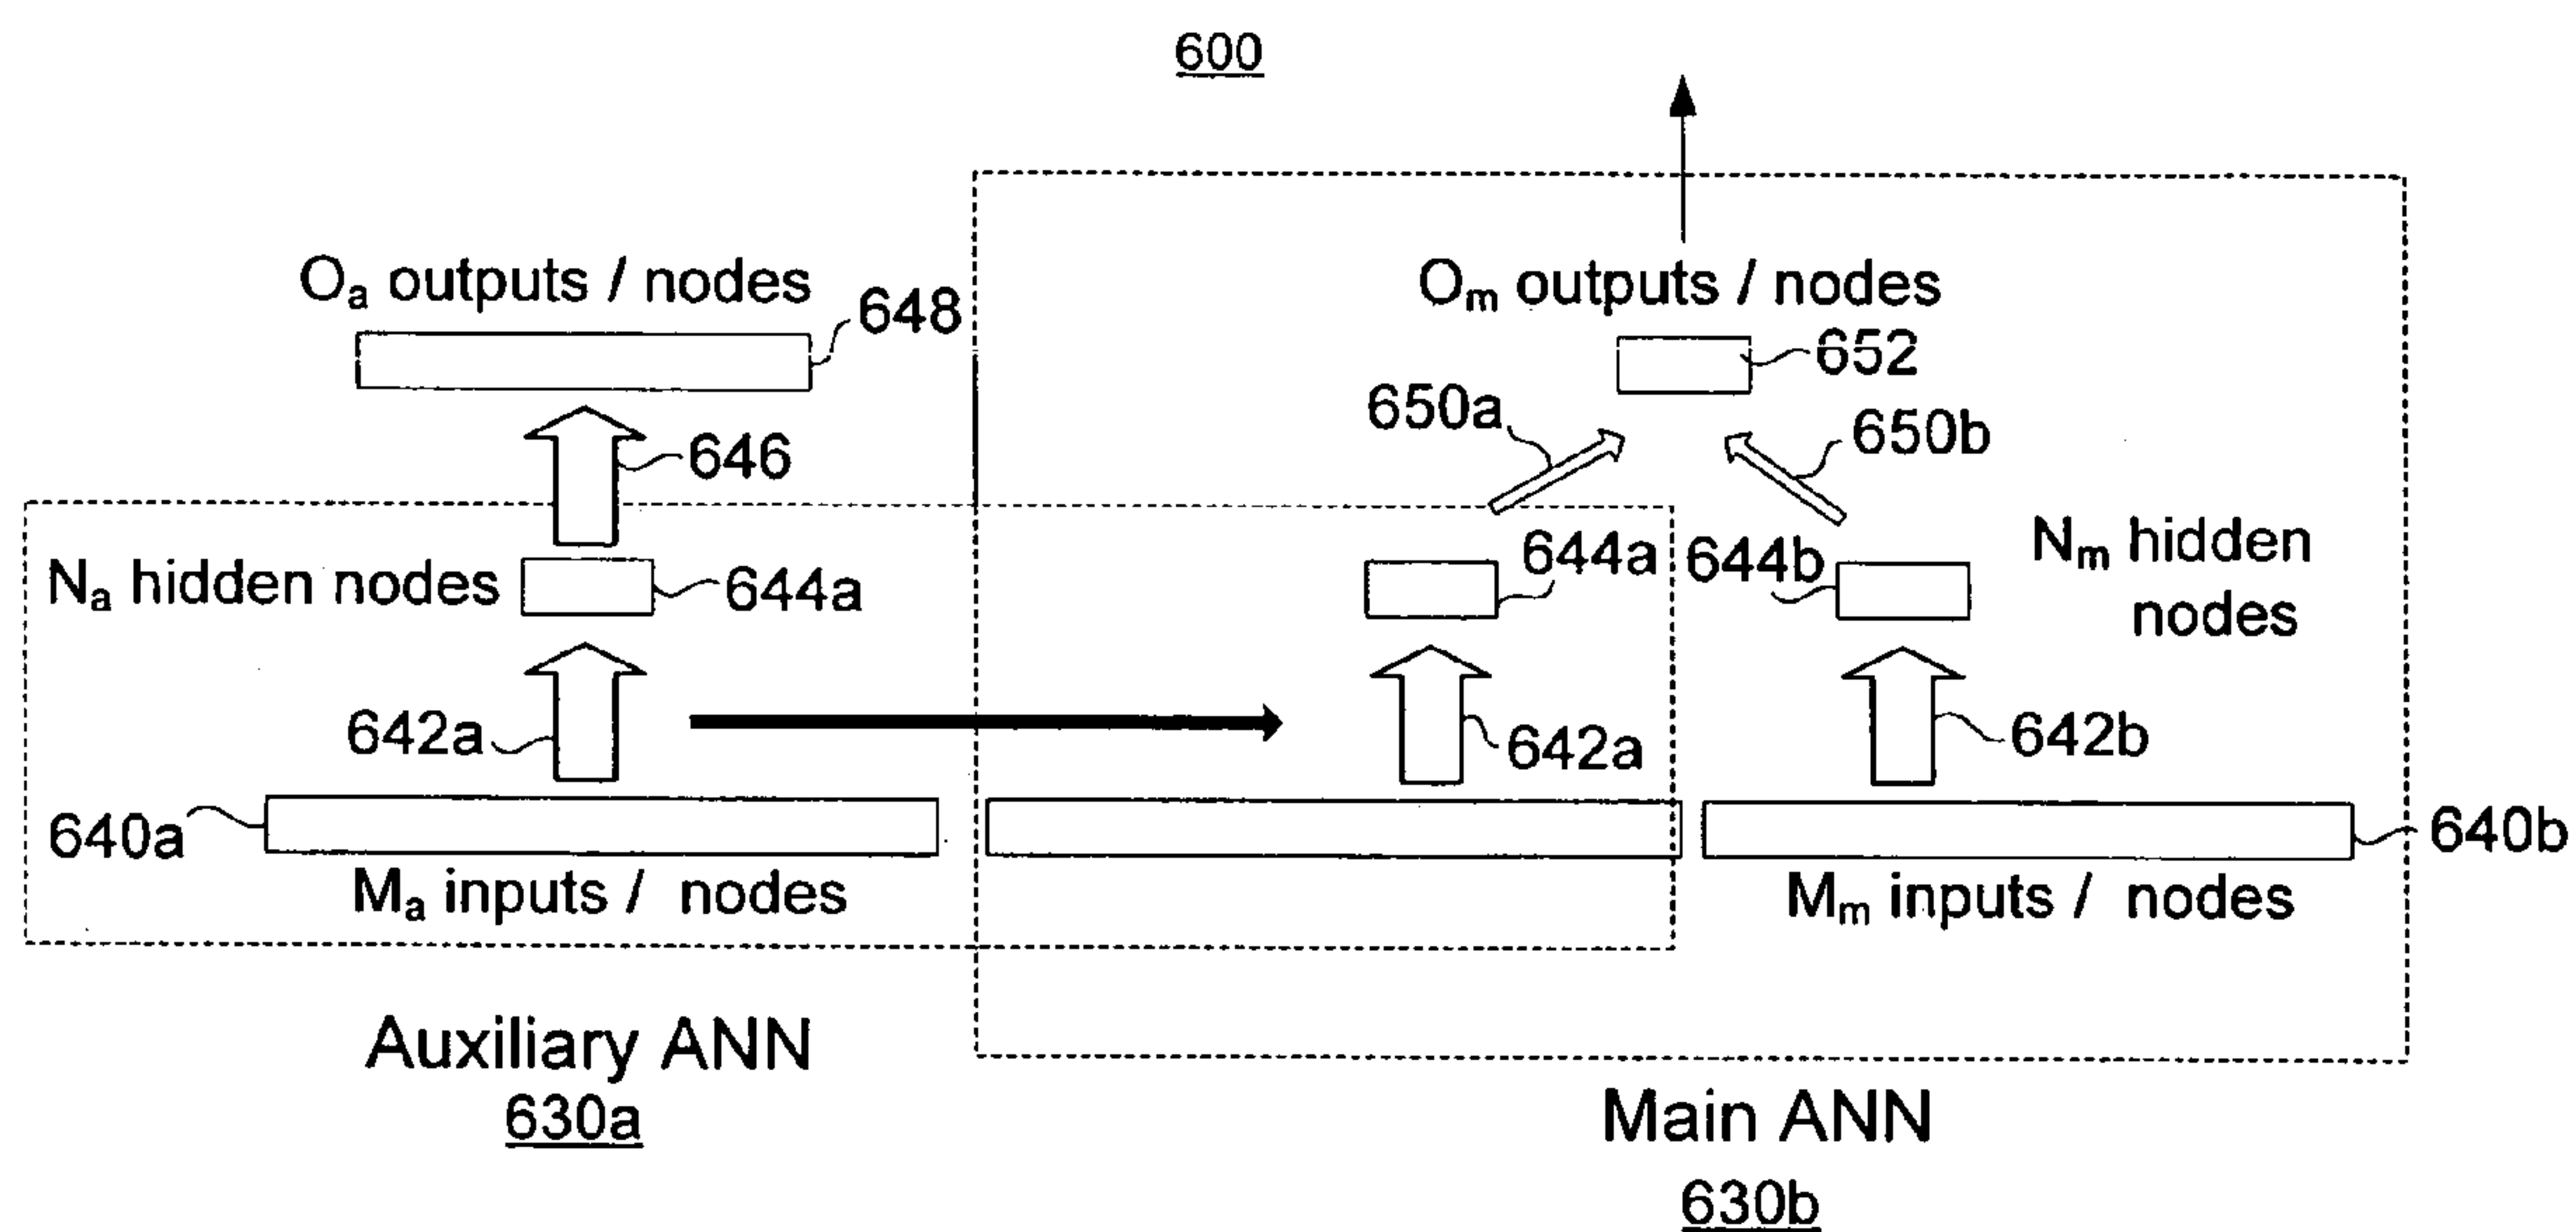 600
Oa outputs / nodes
648
Om outputs / nodes
652
650a
650b
646
Na hidden nodes
644a
644a
644b
Nm hidden
nodes
642a
642a
642b
640a
640b
Ma inputs / nodes
Mm inputs / nodes
Auxiliary ANN
630a
Main ANN
630b